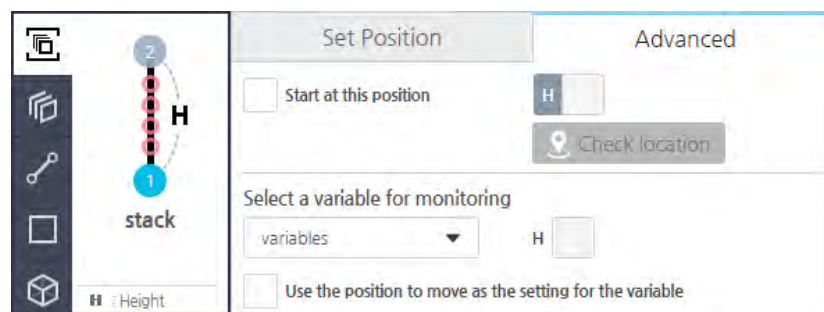 Set Position
Advanced
2
H
1
stack
H : Height
Start at this position
H
Check location
Select a variable for monitoring
variables
H
Use the position to move as the setting for the variable